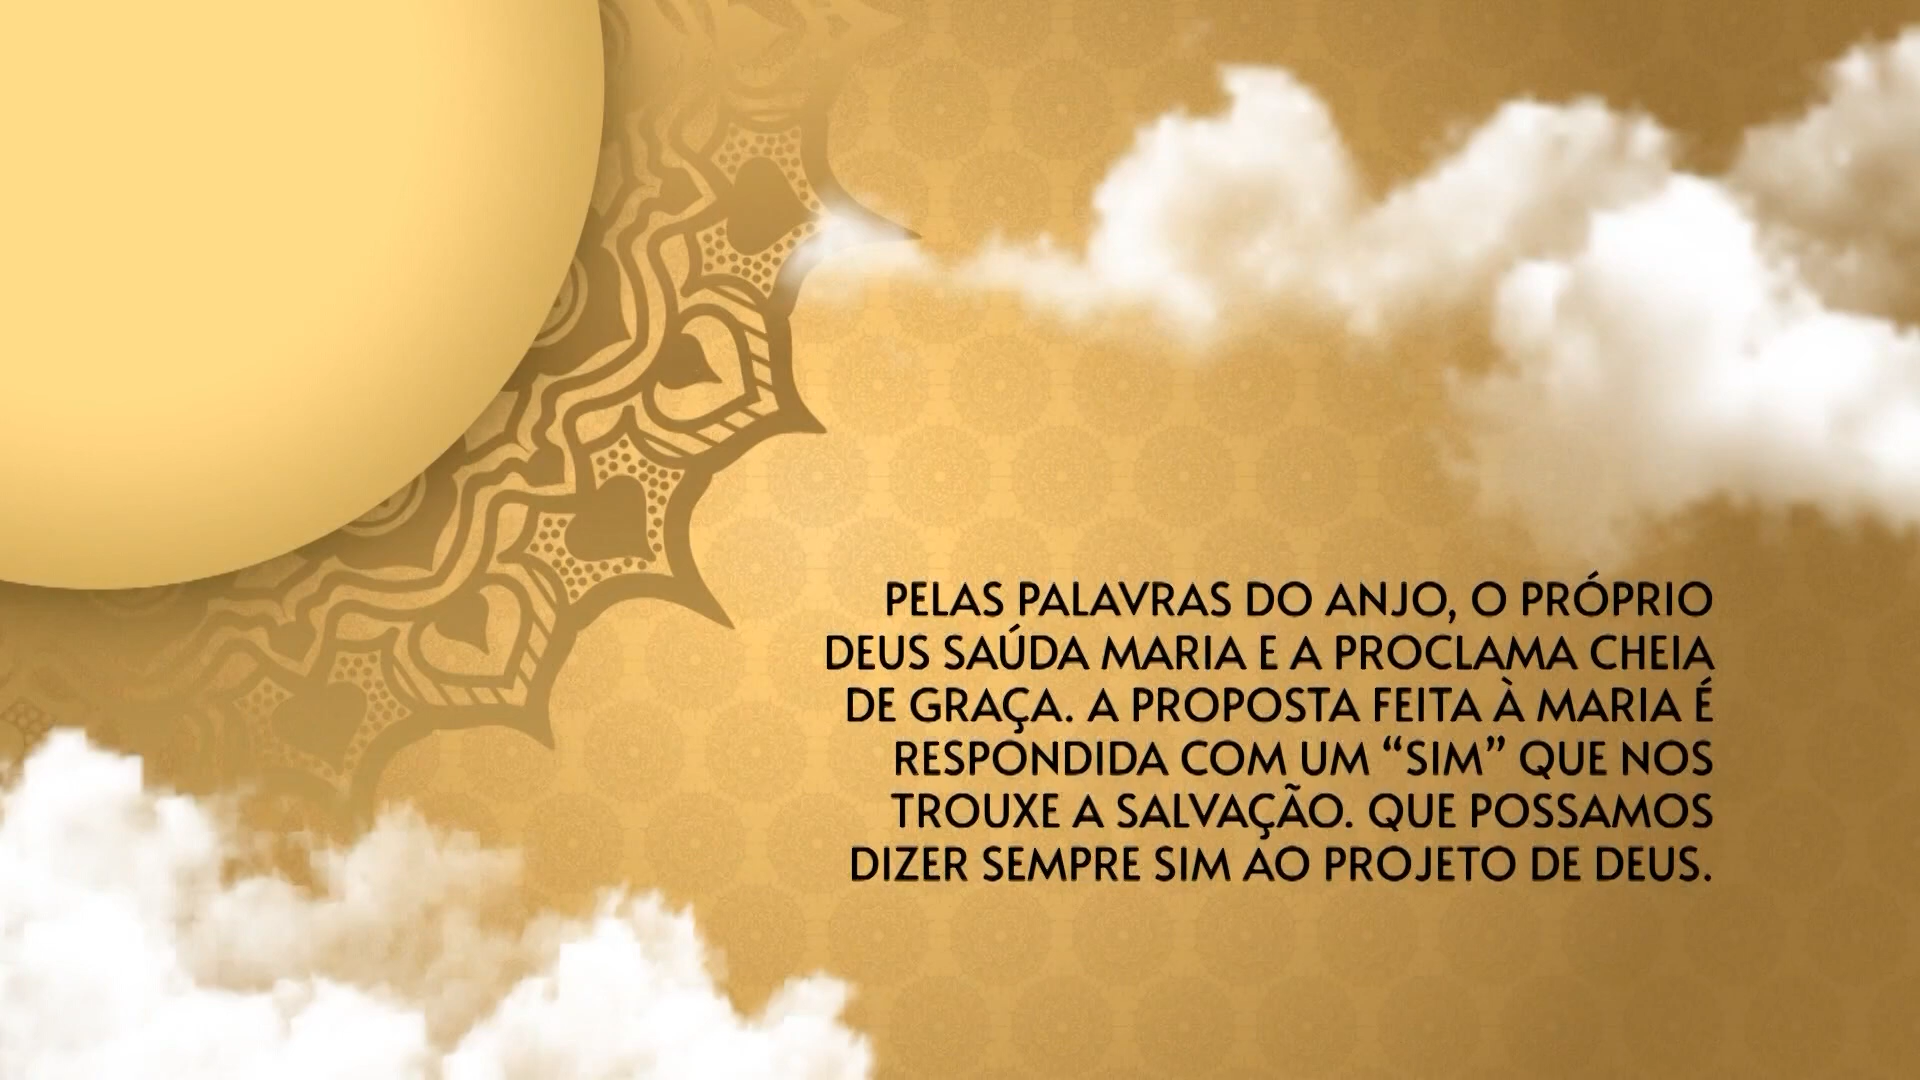 PELAS PALAVRAS DO ANJO, O PRÓPRIO
DEUS SAÚDA MARIA E A PROCLAMA CHEIA
DE GRAÇA. A PROPOSTA FEITA À MARIA É
RESPONDIDA COM UM “SIM” QUE NOS
TROUXE A SALVAÇÃO. QUE POSSAMOS
DIZER SEMPRE SIM AO PROJETO DE DEUS.